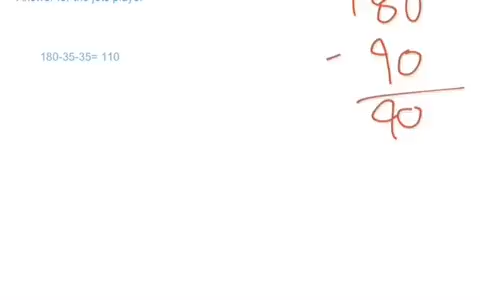 Answer for the jets player
180-35-35= 110
180
- 90
90